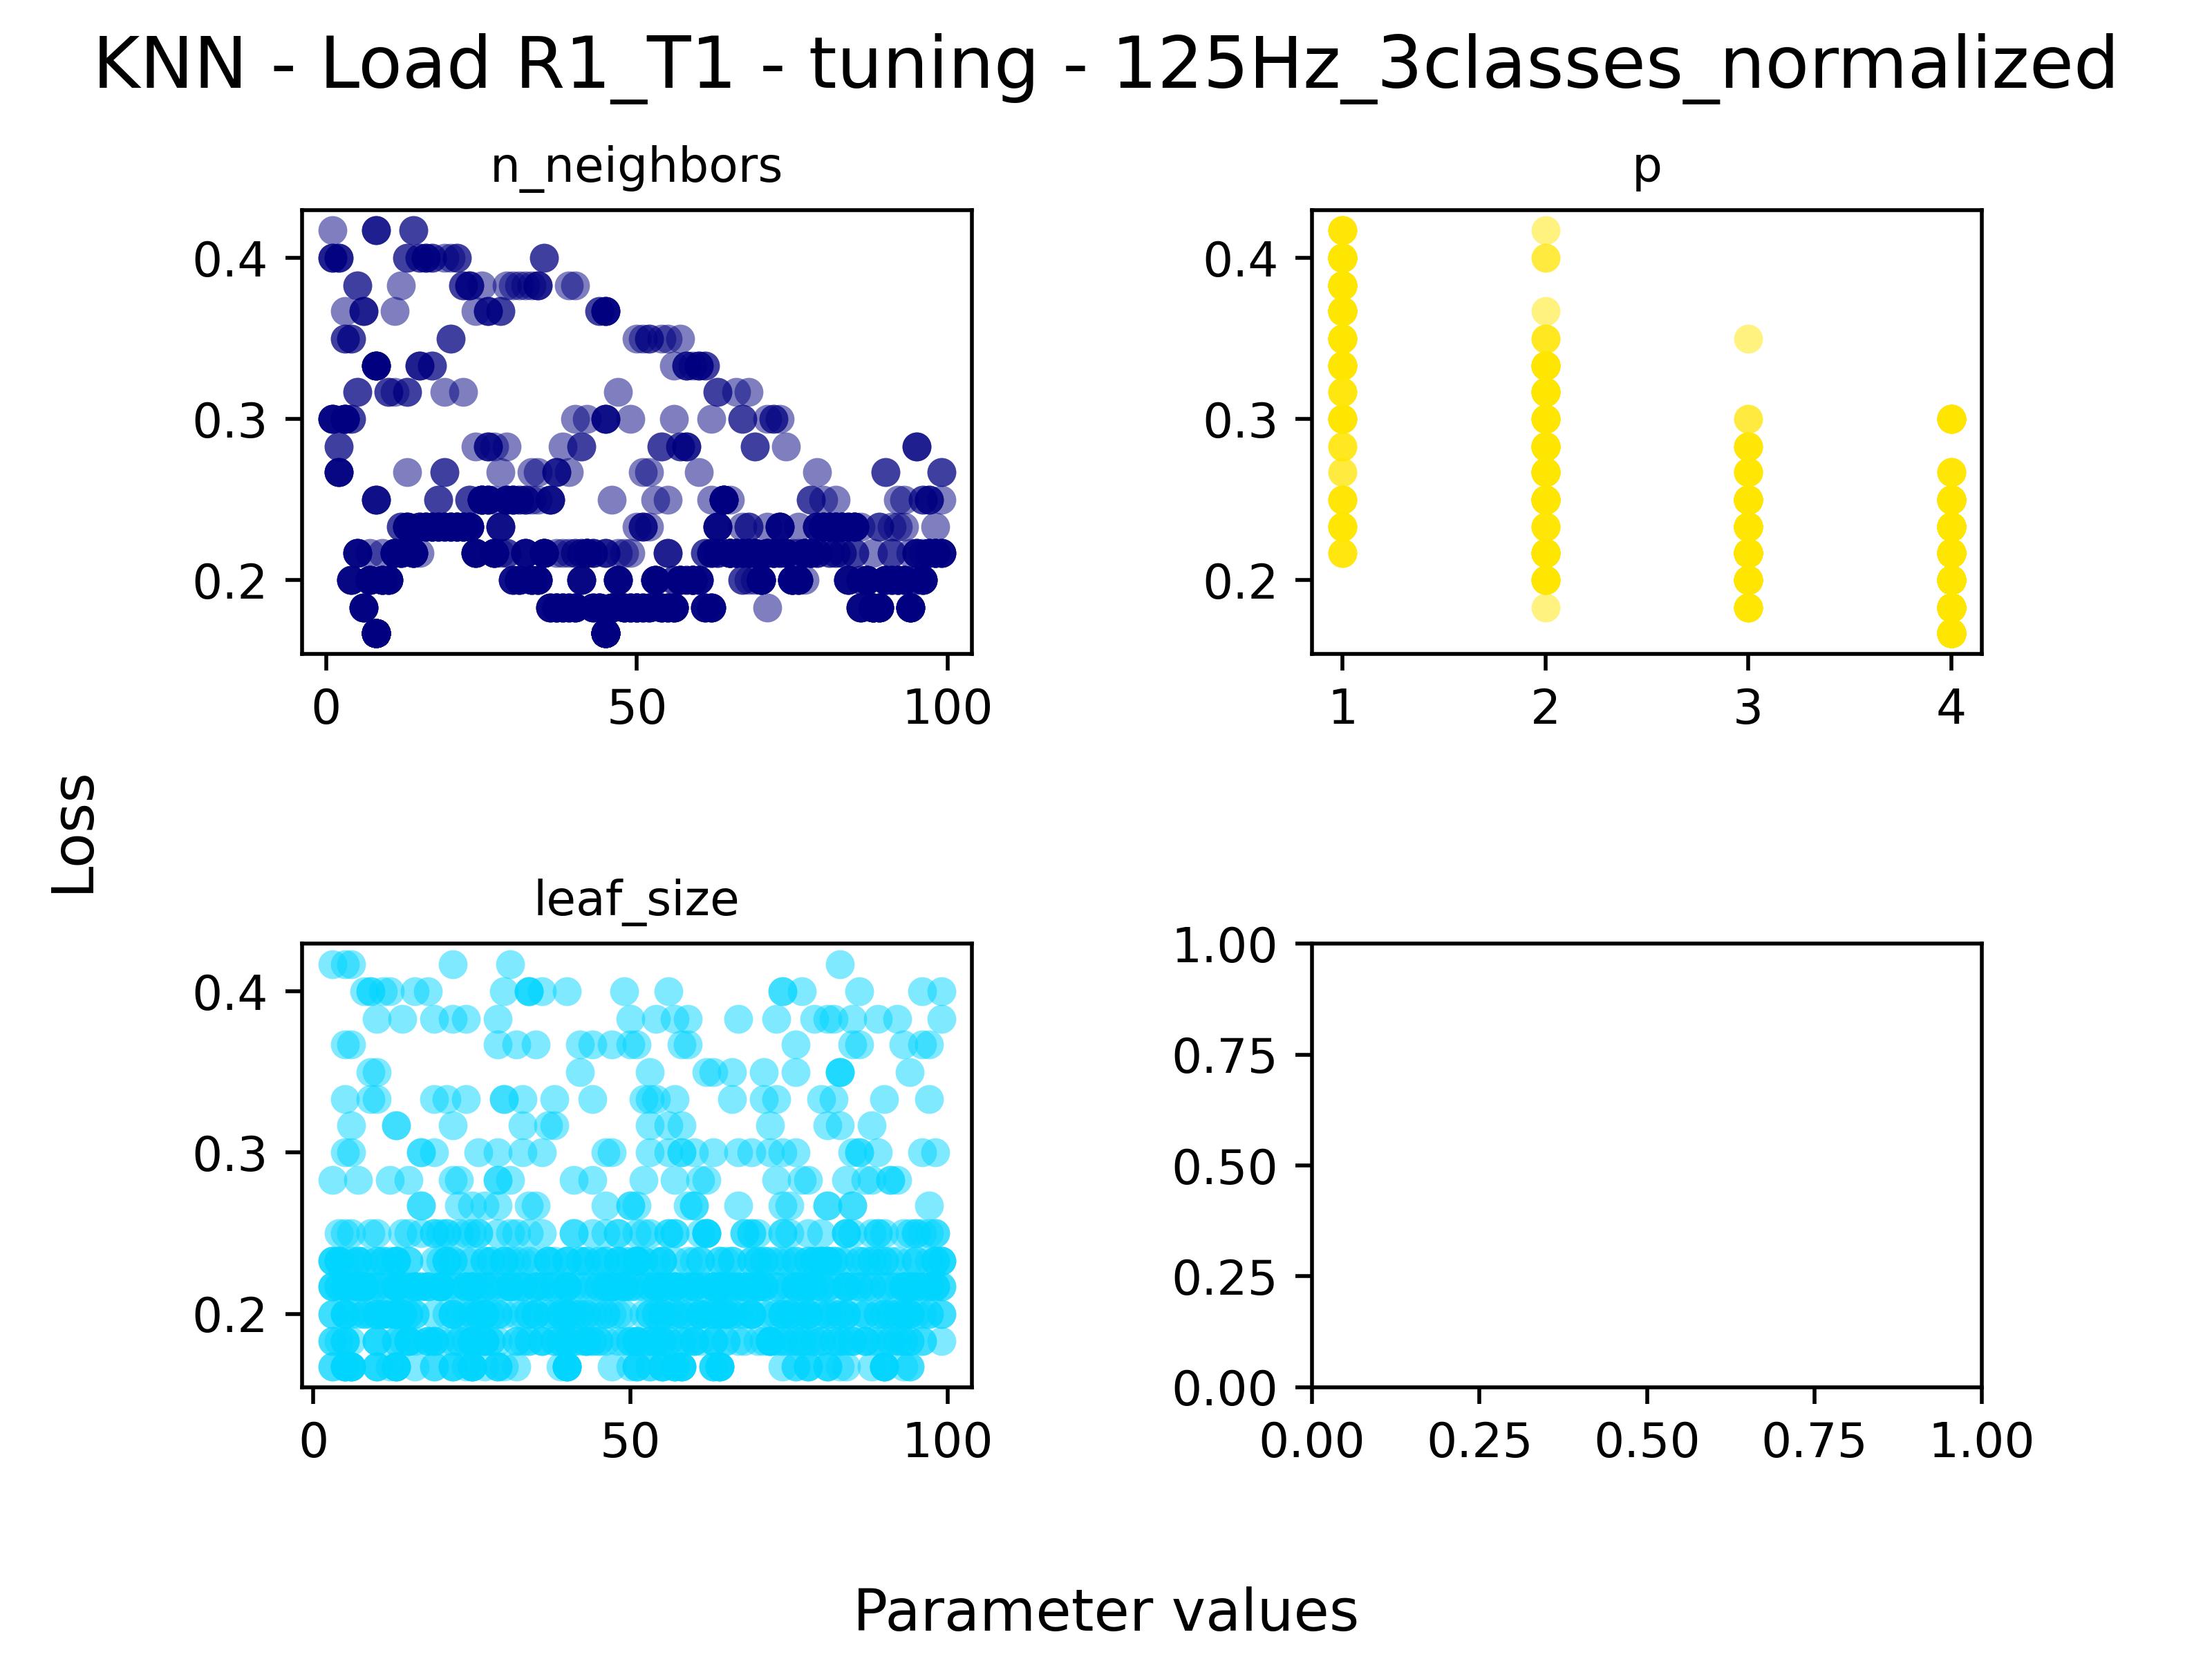 KNN - Load R1_T1 - tuning - 125Hz_3classes_normalized
n_neighbors
0.4
0.3
0.2
0 50 100
p
0.4
0.3
0.2
1 2 3 4
Loss
leaf_size
0.4
0.3
0.2
0 50 100
1.00
0.75
0.50
0.25
0.00
0.00 0.25 0.50 0.75 1.00
Parameter values